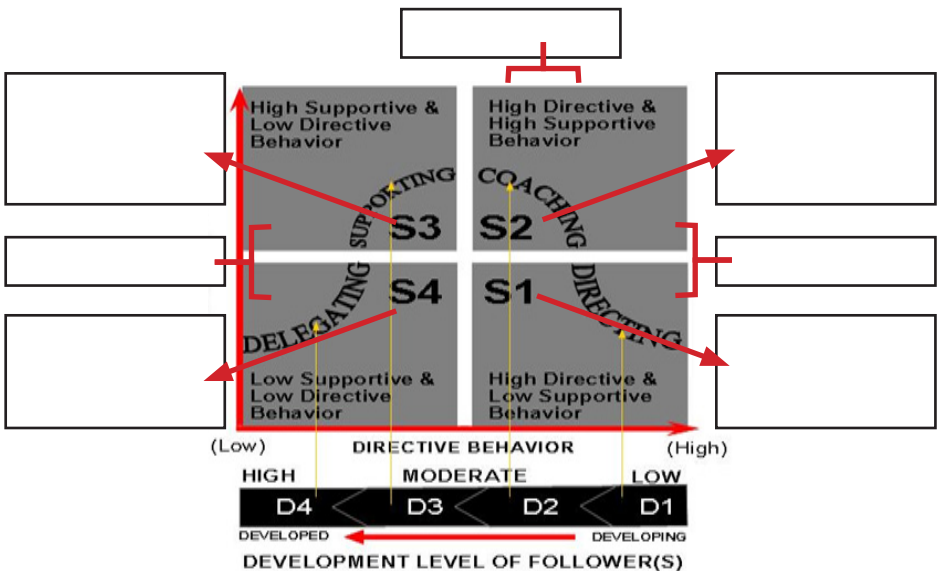 High Supportive &
Low Directive
Behavior
High Directive &
High Supportive
Behavior
SUPPORTING
COACHING
S3
S2
DELEGATING
DIRECTING
S4
S1
Low Supportive &
Low Directive
Behavior
High Directive &
Low Supportive
Behavior
(Low)
DIRECTIVE BEHAVIOR
(High)
HIGH
MODERATE
LOW
D4
D3
D2
D1
DEVELOPED
DEVELOPING
DEVELOPMENT LEVEL OF FOLLOWER(S)